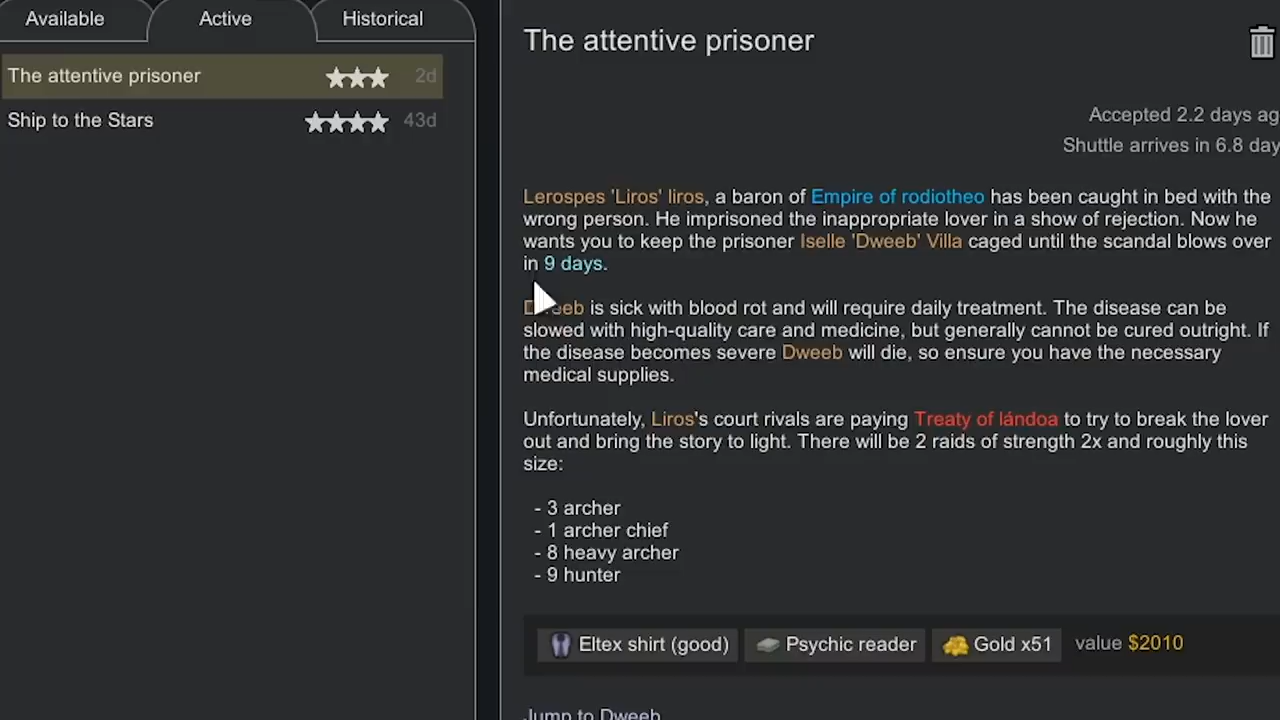 Available
Active
Historical
The attentive prisoner
2d
Ship to the Stars
43d
The attentive prisoner
Accepted 2.2 days ag
Shuttle arrives in 6.8 day
Lerospes 'Liros' liros, a baron of Empire of rodiotheo has been caught in bed with the
wrong person. He imprisoned the inappropriate lover in a show of rejection. Now he
wants you to keep the prisoner Iselle 'Dweeb' Villa caged until the scandal blows over
in 9 days.
Dweeb is sick with blood rot and will require daily treatment. The disease can be
slowed with high-quality care and medicine, but generally cannot be cured outright. If
the disease becomes severe Dweeb will die, so ensure you have the necessary
medical supplies.
Unfortunately, Liros's court rivals are paying Treaty of lándoa to try to break the lover
out and bring the story to light. There will be 2 raids of strength 2x and roughly this
size:
- 3 archer
- 1 archer chief
- 8 heavy archer
- 9 hunter
Eltex shirt (good)
Psychic reader
Gold x51
value $2010
Jump to Dweeb